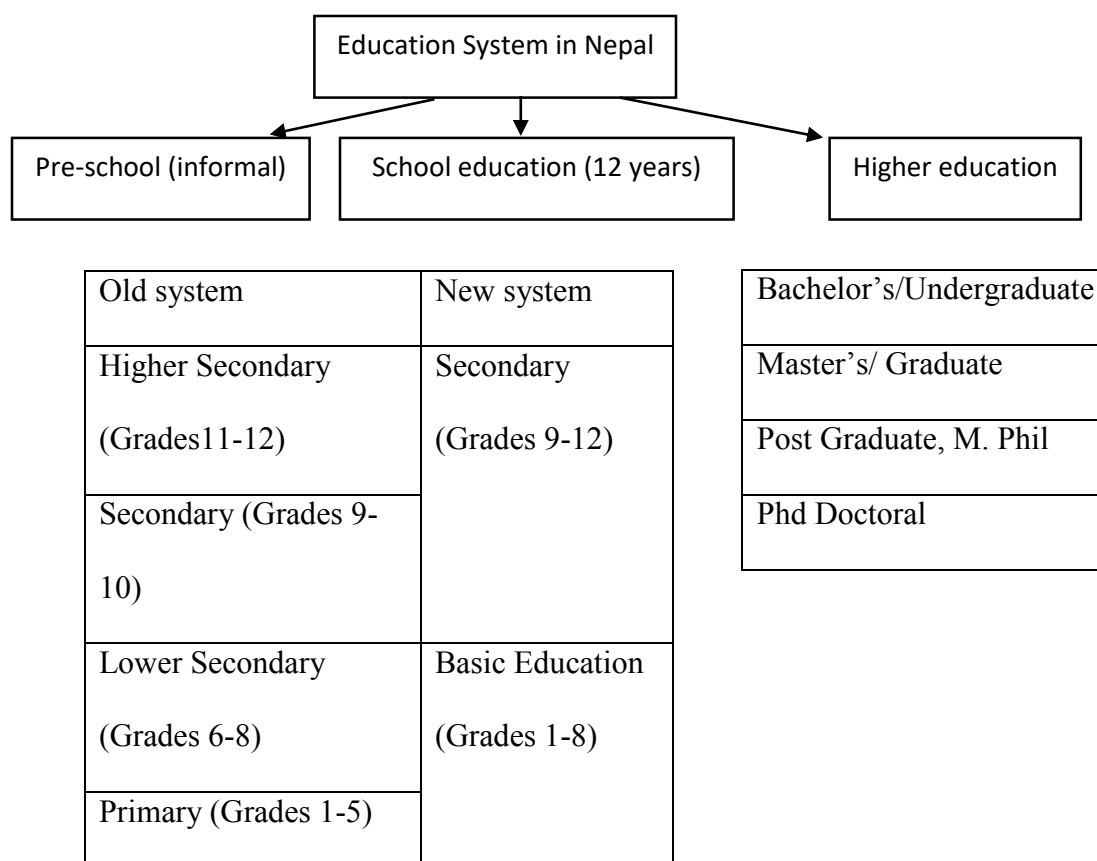 Education System in Nepal
Pre-school (informal)
School education (12 years)
Higher education
Old system
New system
Higher Secondary
(Grades11-12)
Secondary
(Grades 9-12)
Secondary (Grades 9-
10)
Lower Secondary
(Grades 6-8)
Basic Education
(Grades 1-8)
Primary (Grades 1-5)
Bachelor’s/Undergraduate
Master’s/ Graduate
Post Graduate, M. Phil
Phd Doctoral